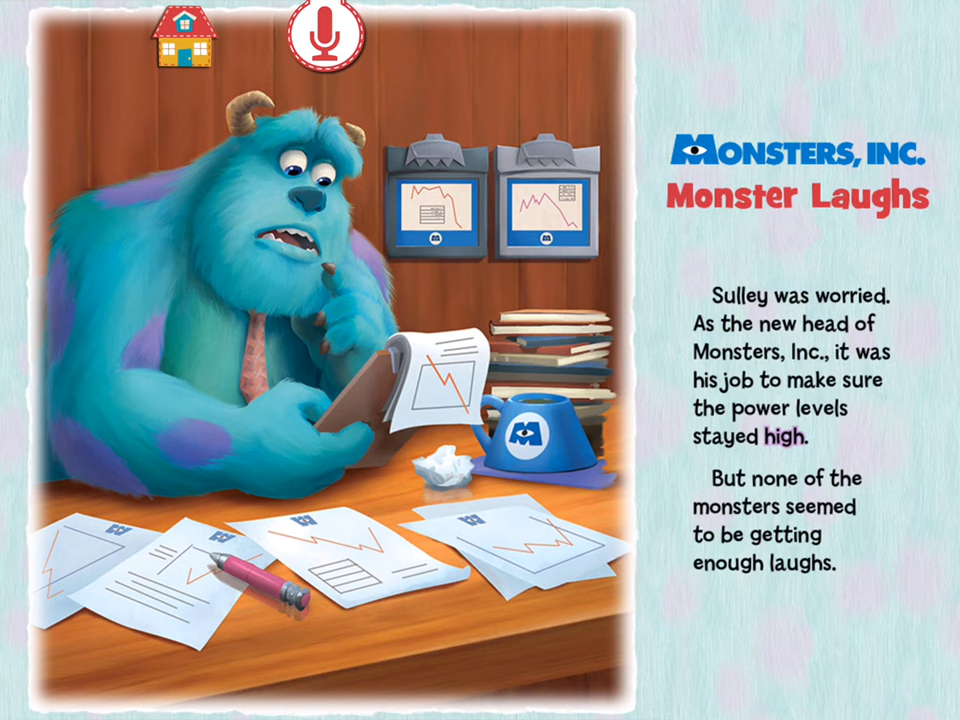 MONSTERS, INC.
Monster Laughs
Sulley was worried.
As the new head of
Monsters, Inc., it was
his job to make sure
the power levels
stayed high.
But none of the
monsters seemed
to be getting
enough laughs.